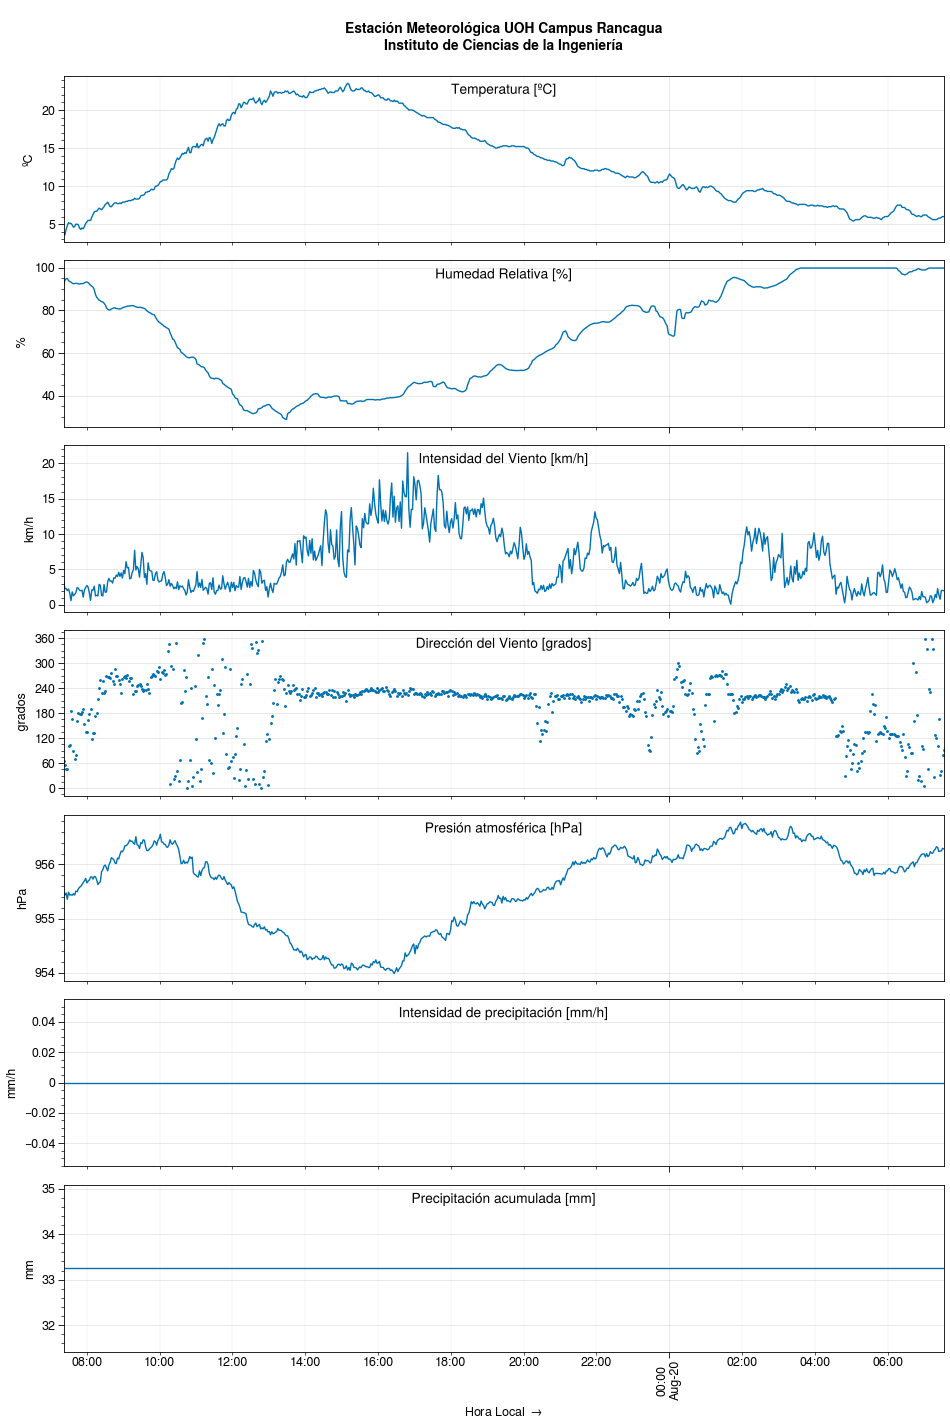 Estación Meteorológica UOH Campus Rancagua
Instituto de Ciencias de la Ingeniería
Temperatura [ºC]
ºC
20
15
10
5
Humedad Relativa [%]
%
100
80
60
40
Intensidad del Viento [km/h]
km/h
20
15
10
5
0
Dirección del Viento [grados]
grados
360
300
240
180
120
60
0
Presión atmosférica [hPa]
hPa
956
955
954
Intensidad de precipitación [mm/h]
mm/h
0.04
0.02
0
−0.02
−0.04
Precipitación acumulada [mm]
mm
35
34
33
32
08:00 10:00 12:00 14:00 16:00 18:00 20:00 22:00 00:00 02:00 04:00 06:00
Aug-20
Hora Local →